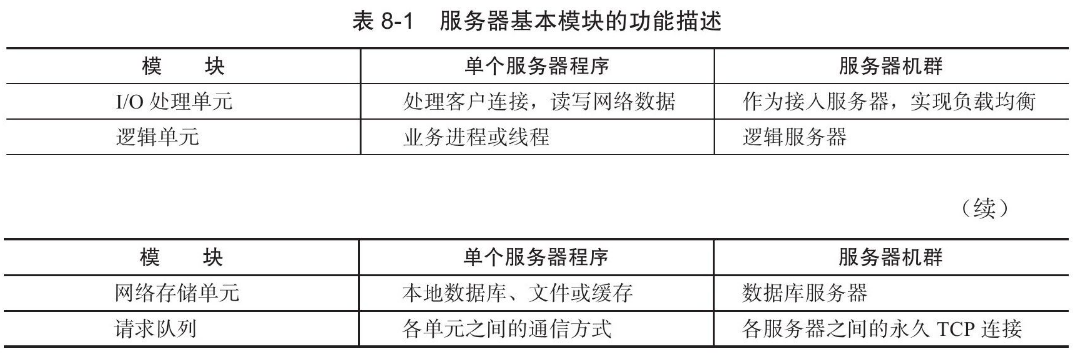 表 8-1 服务器基本模块的功能描述
模 块 单个服务器程序 服务器机群
I/O 处理单元 处理客户连接，读写网络数据 作为接入服务器，实现负载均衡
逻辑单元 业务进程或线程 逻辑服务器
（续）
模 块 单个服务器程序 服务器机群
网络存储单元 本地数据库、文件或缓存 数据库服务器
请求队列 各单元之间的通信方式 各服务器之间的永久 TCP 连接